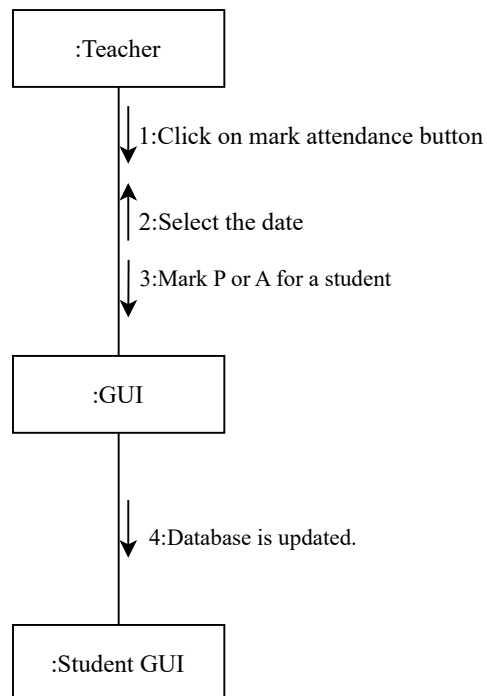 :Teacher
1:Click on mark attendance button
2:Select the date
3:Mark P or A for a student
:GUI
4:Database is updated.
:Student GUI